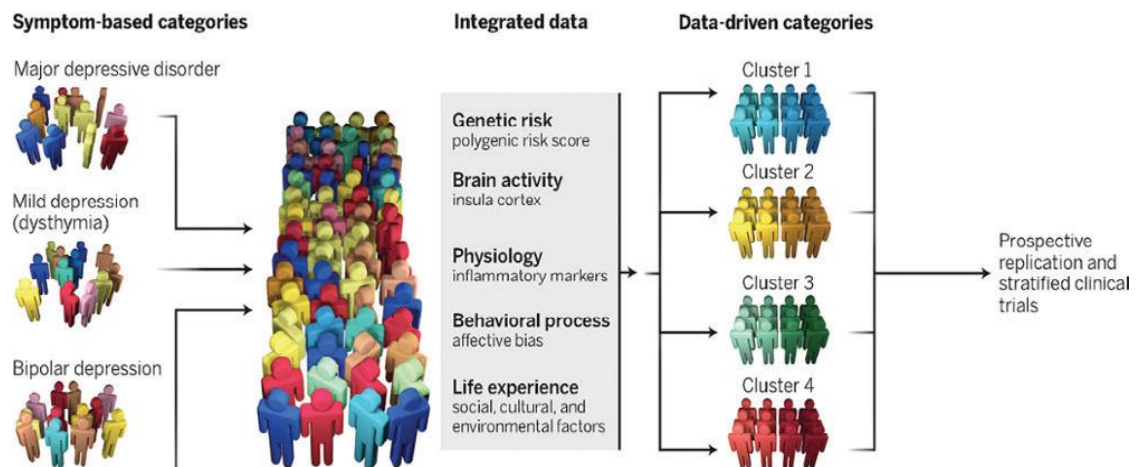 Symptom-based categories
Integrated data
Data-driven categories
Major depressive disorder
Mild depression
(dysthymia)
Bipolar depression
Genetic risk
polygenic risk score
Brain activity
insula cortex
Physiology
inflammatory markers
Behavioral process
affective bias
Life experience
social, cultural, and
environmental factors
Cluster 1
Cluster 2
Cluster 3
Cluster 4
Prospective
replication and
stratified clinical
trials